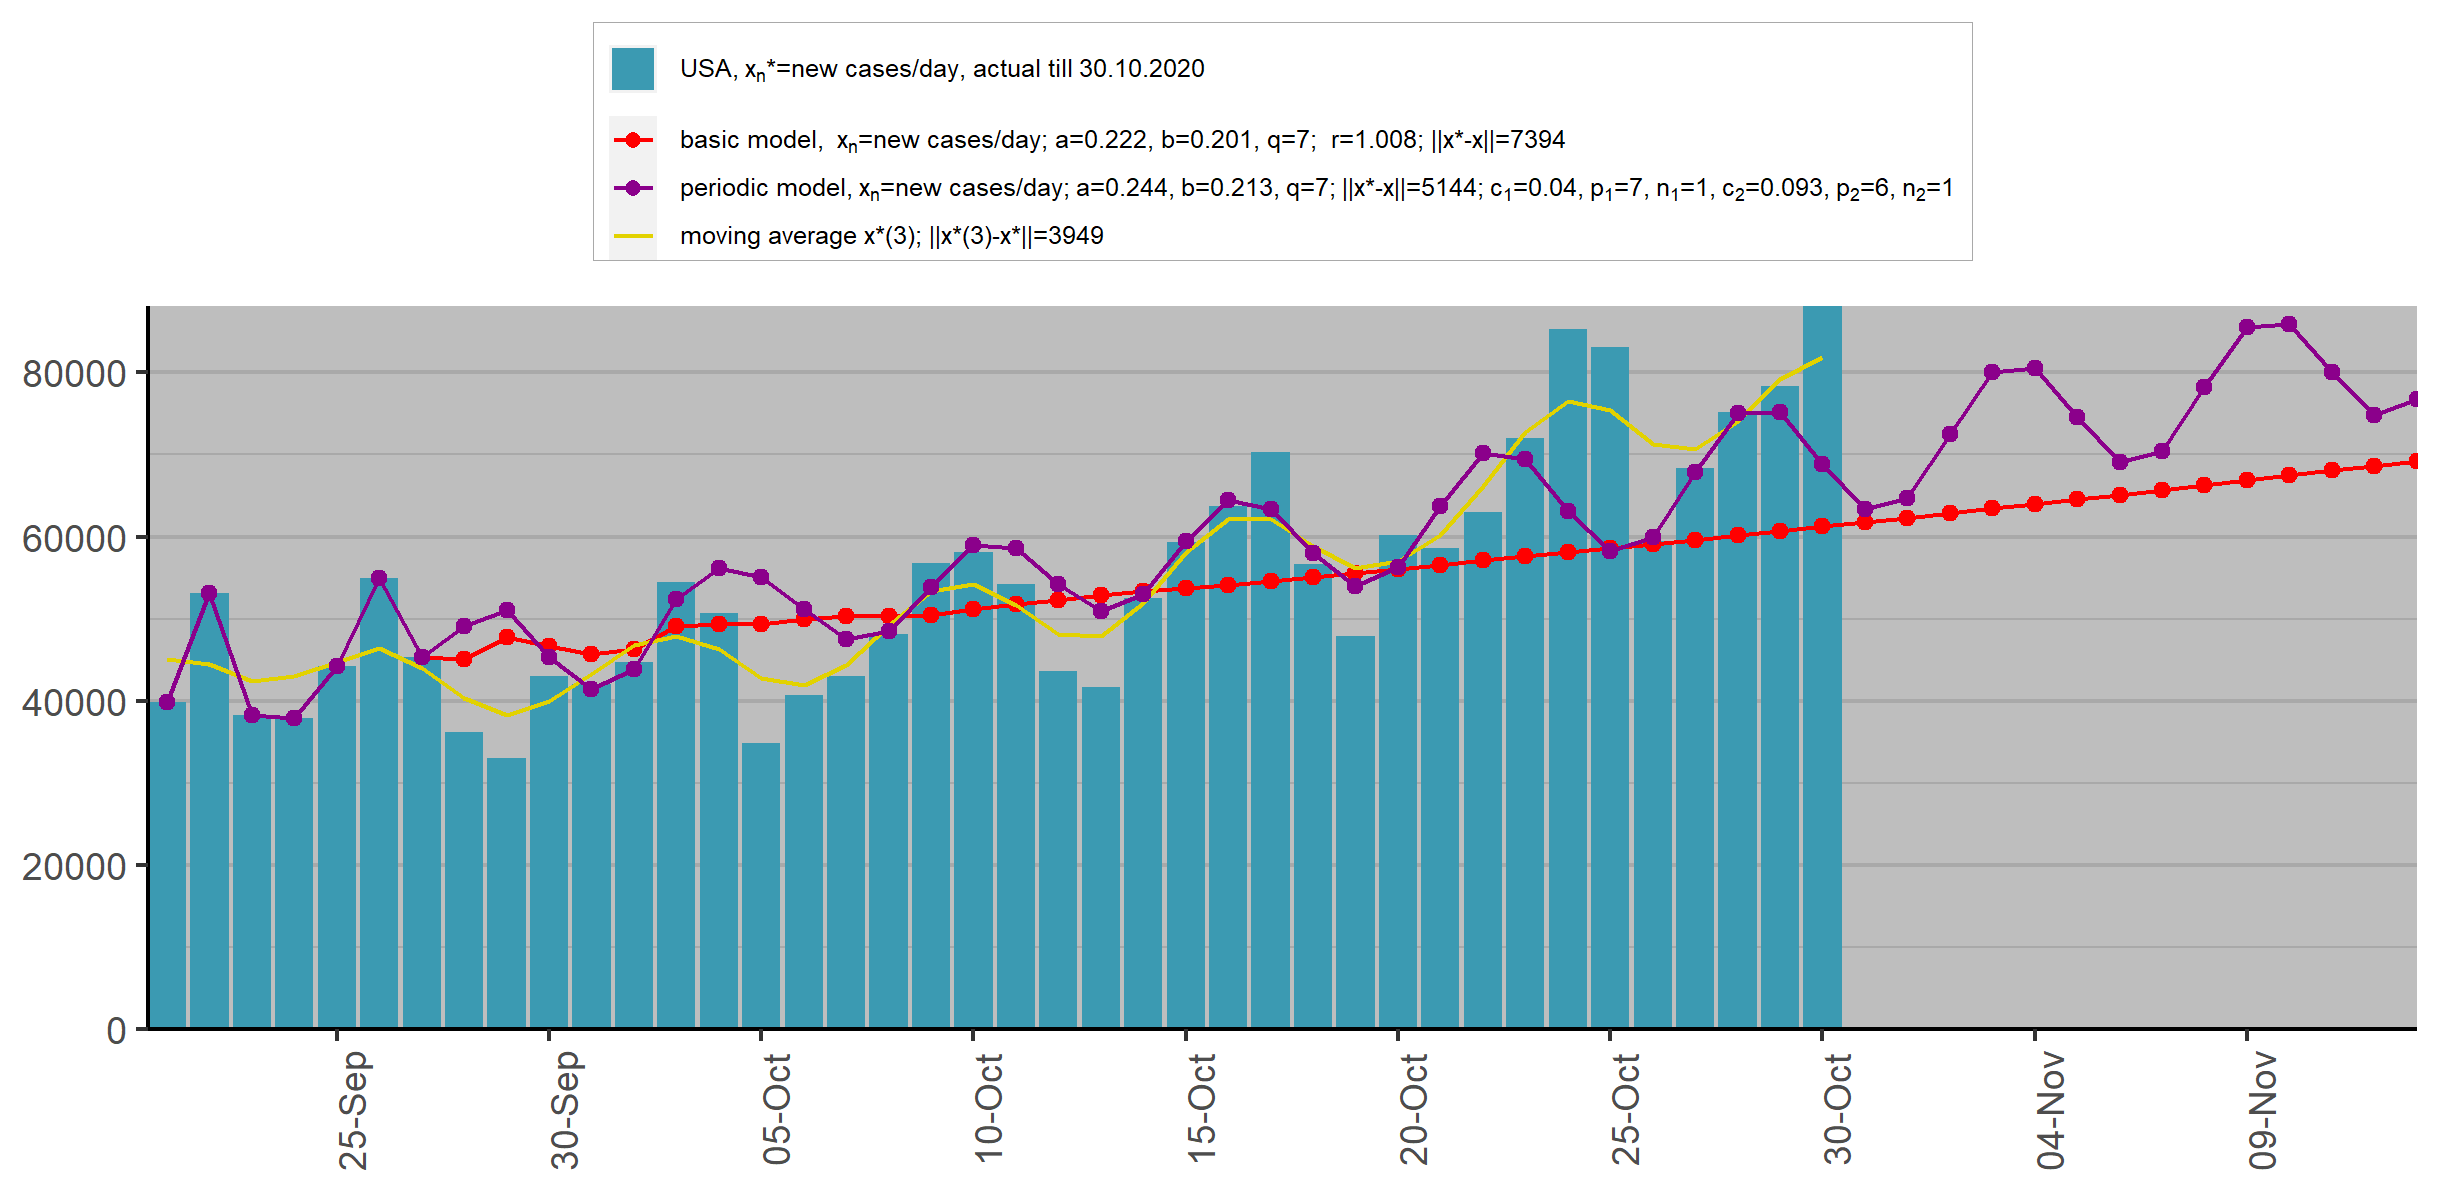 USA, xₙ*=new cases/day, actual till 30.10.2020
basic model,  xₙ=new cases/day; a=0.222, b=0.201, q=7;  r=1.008; ||x*-x||=7394
periodic model, xₙ=new cases/day; a=0.244, b=0.213, q=7; ||x*-x||=5144; c₁=0.04, p₁=7, n₁=1, c₂=0.093, p₂=6, n₂=1
moving average x*(3); ||x*(3)-x*||=3949
80000
60000
40000
20000
0
25-Sep
30-Sep
05-Oct
10-Oct
15-Oct
20-Oct
25-Oct
30-Oct
04-Nov
09-Nov